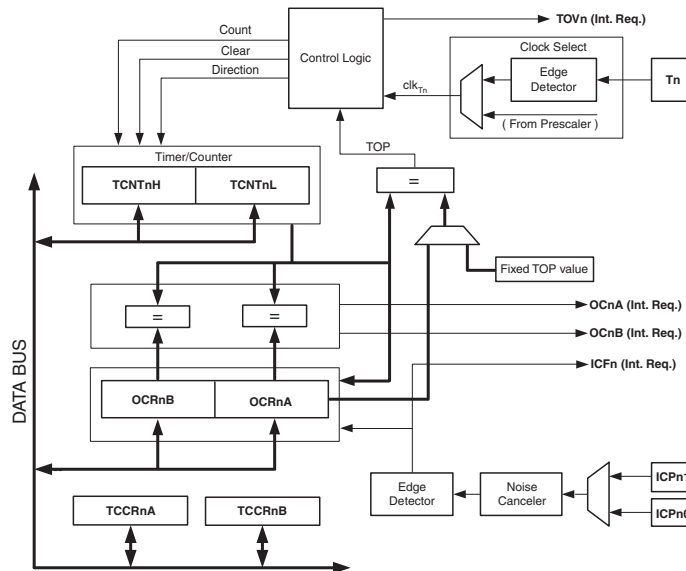 TOVn (Int. Req.)
Count
Clear
Direction
Control Logic
clkTn
Clock Select
Edge
Detector
( From Prescaler )
Tn
TOP
Timer/Counter
TCNTnH
TCNTnL
=
Fixed TOP value
=
=
OCnA (Int. Req.)
OCnB (Int. Req.)
ICFn (Int. Req.)
DATA BUS
OCRnB
OCRnA
Edge
Detector
Noise
Canceler
ICPn1
ICPn0
TCCRnA
TCCRnB